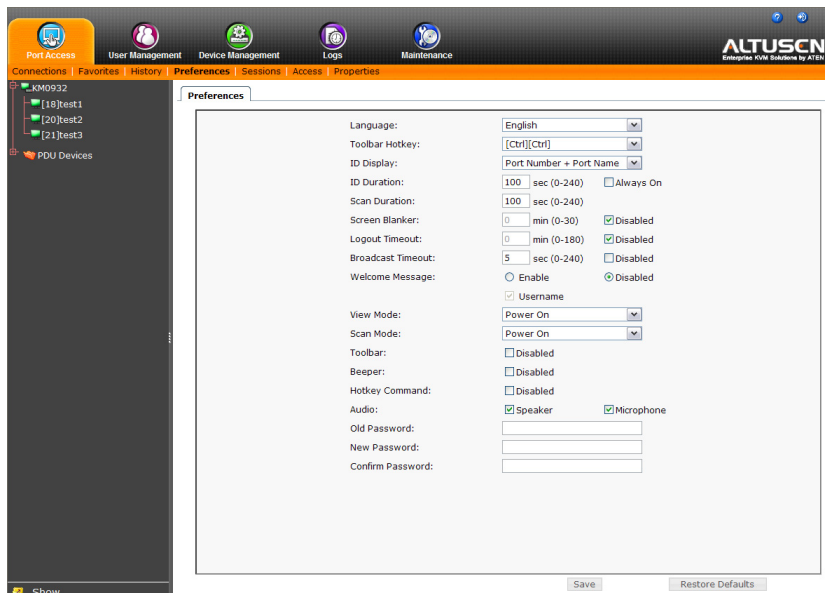 ALTUSEN
Enterprise KVM Solutions by ATEN
Port Access User Management Device Management Logs Maintenance
Connections | Favorites | History | Preferences | Sessions | Access | Properties
KM0932
[18]test1
[20]test2
[21]test3
PDU Devices
Show
Preferences
Language: English
Toolbar Hotkey: [Ctrl][Ctrl]
ID Display: Port Number + Port Name
ID Duration: 100 sec (0-240) Always On
Scan Duration: 100 sec (0-240)
Screen Blanker: 0 min (0-30) Disabled
Logout Timeout: 0 min (0-180) Disabled
Broadcast Timeout: 5 sec (0-240) Disabled
Welcome Message: Enable Disabled
Username
View Mode: Power On
Scan Mode: Power On
Toolbar: Disabled
Beeper: Disabled
Hotkey Command: Disabled
Audio: Speaker Microphone
Old Password:
New Password:
Confirm Password:
Save Restore Defaults